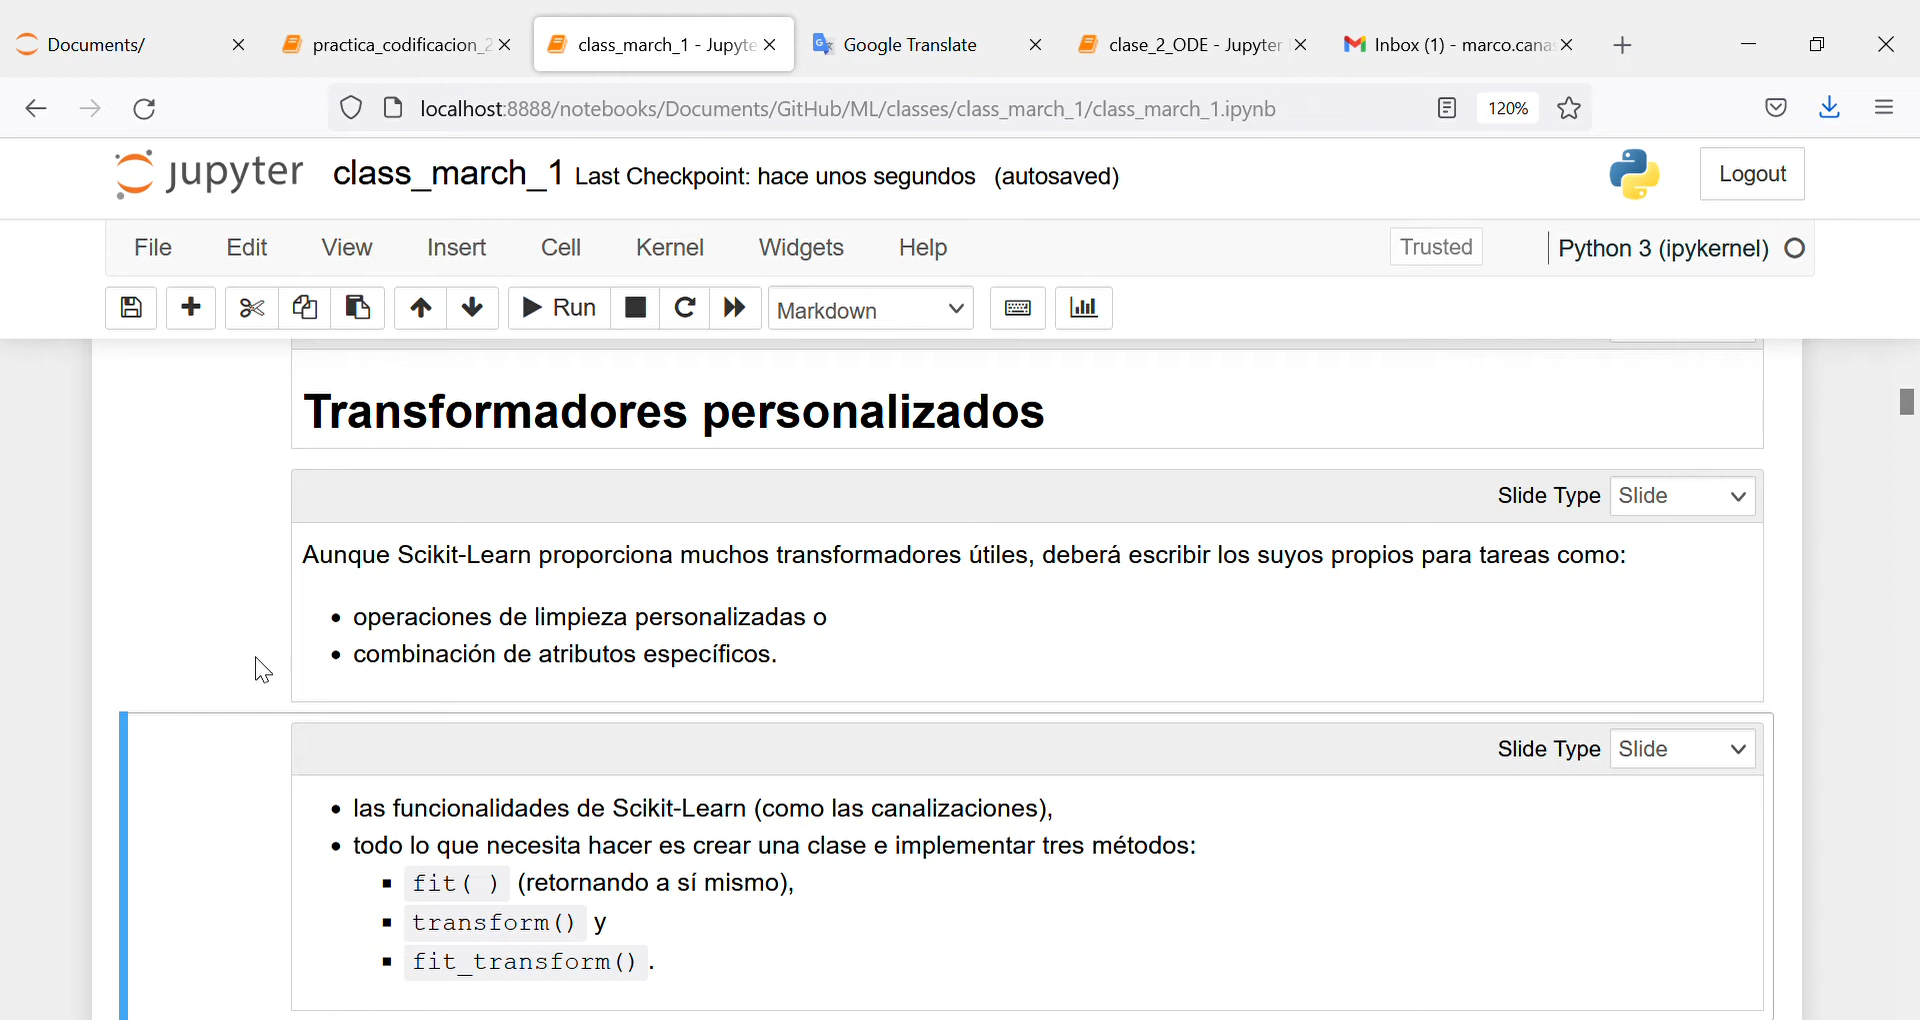 Documents/
practica_codificacion_2
class_march_1 - Jupyte
Google Translate
clase_2_ODE - Jupyter
Inbox (1) - marco.cana
localhost:8888/notebooks/Documents/GitHub/ML/classes/class_march_1/class_march_1.ipynb
120%
jupyter class_march_1 Last Checkpoint: hace unos segundos (autosaved)
Logout
File Edit View Insert Cell Kernel Widgets Help
Trusted
Python 3 (ipykernel)
Run
Markdown
Transformadores personalizados
Slide Type Slide
Aunque Scikit-Learn proporciona muchos transformadores útiles, deberá escribir los suyos propios para tareas como:
• operaciones de limpieza personalizadas o
• combinación de atributos específicos.
Slide Type Slide
• las funcionalidades de Scikit-Learn (como las canalizaciones),
• todo lo que necesita hacer es crear una clase e implementar tres métodos:
▪ fit( ) (retornando a sí mismo),
▪ transform() y
▪ fit_transform() .